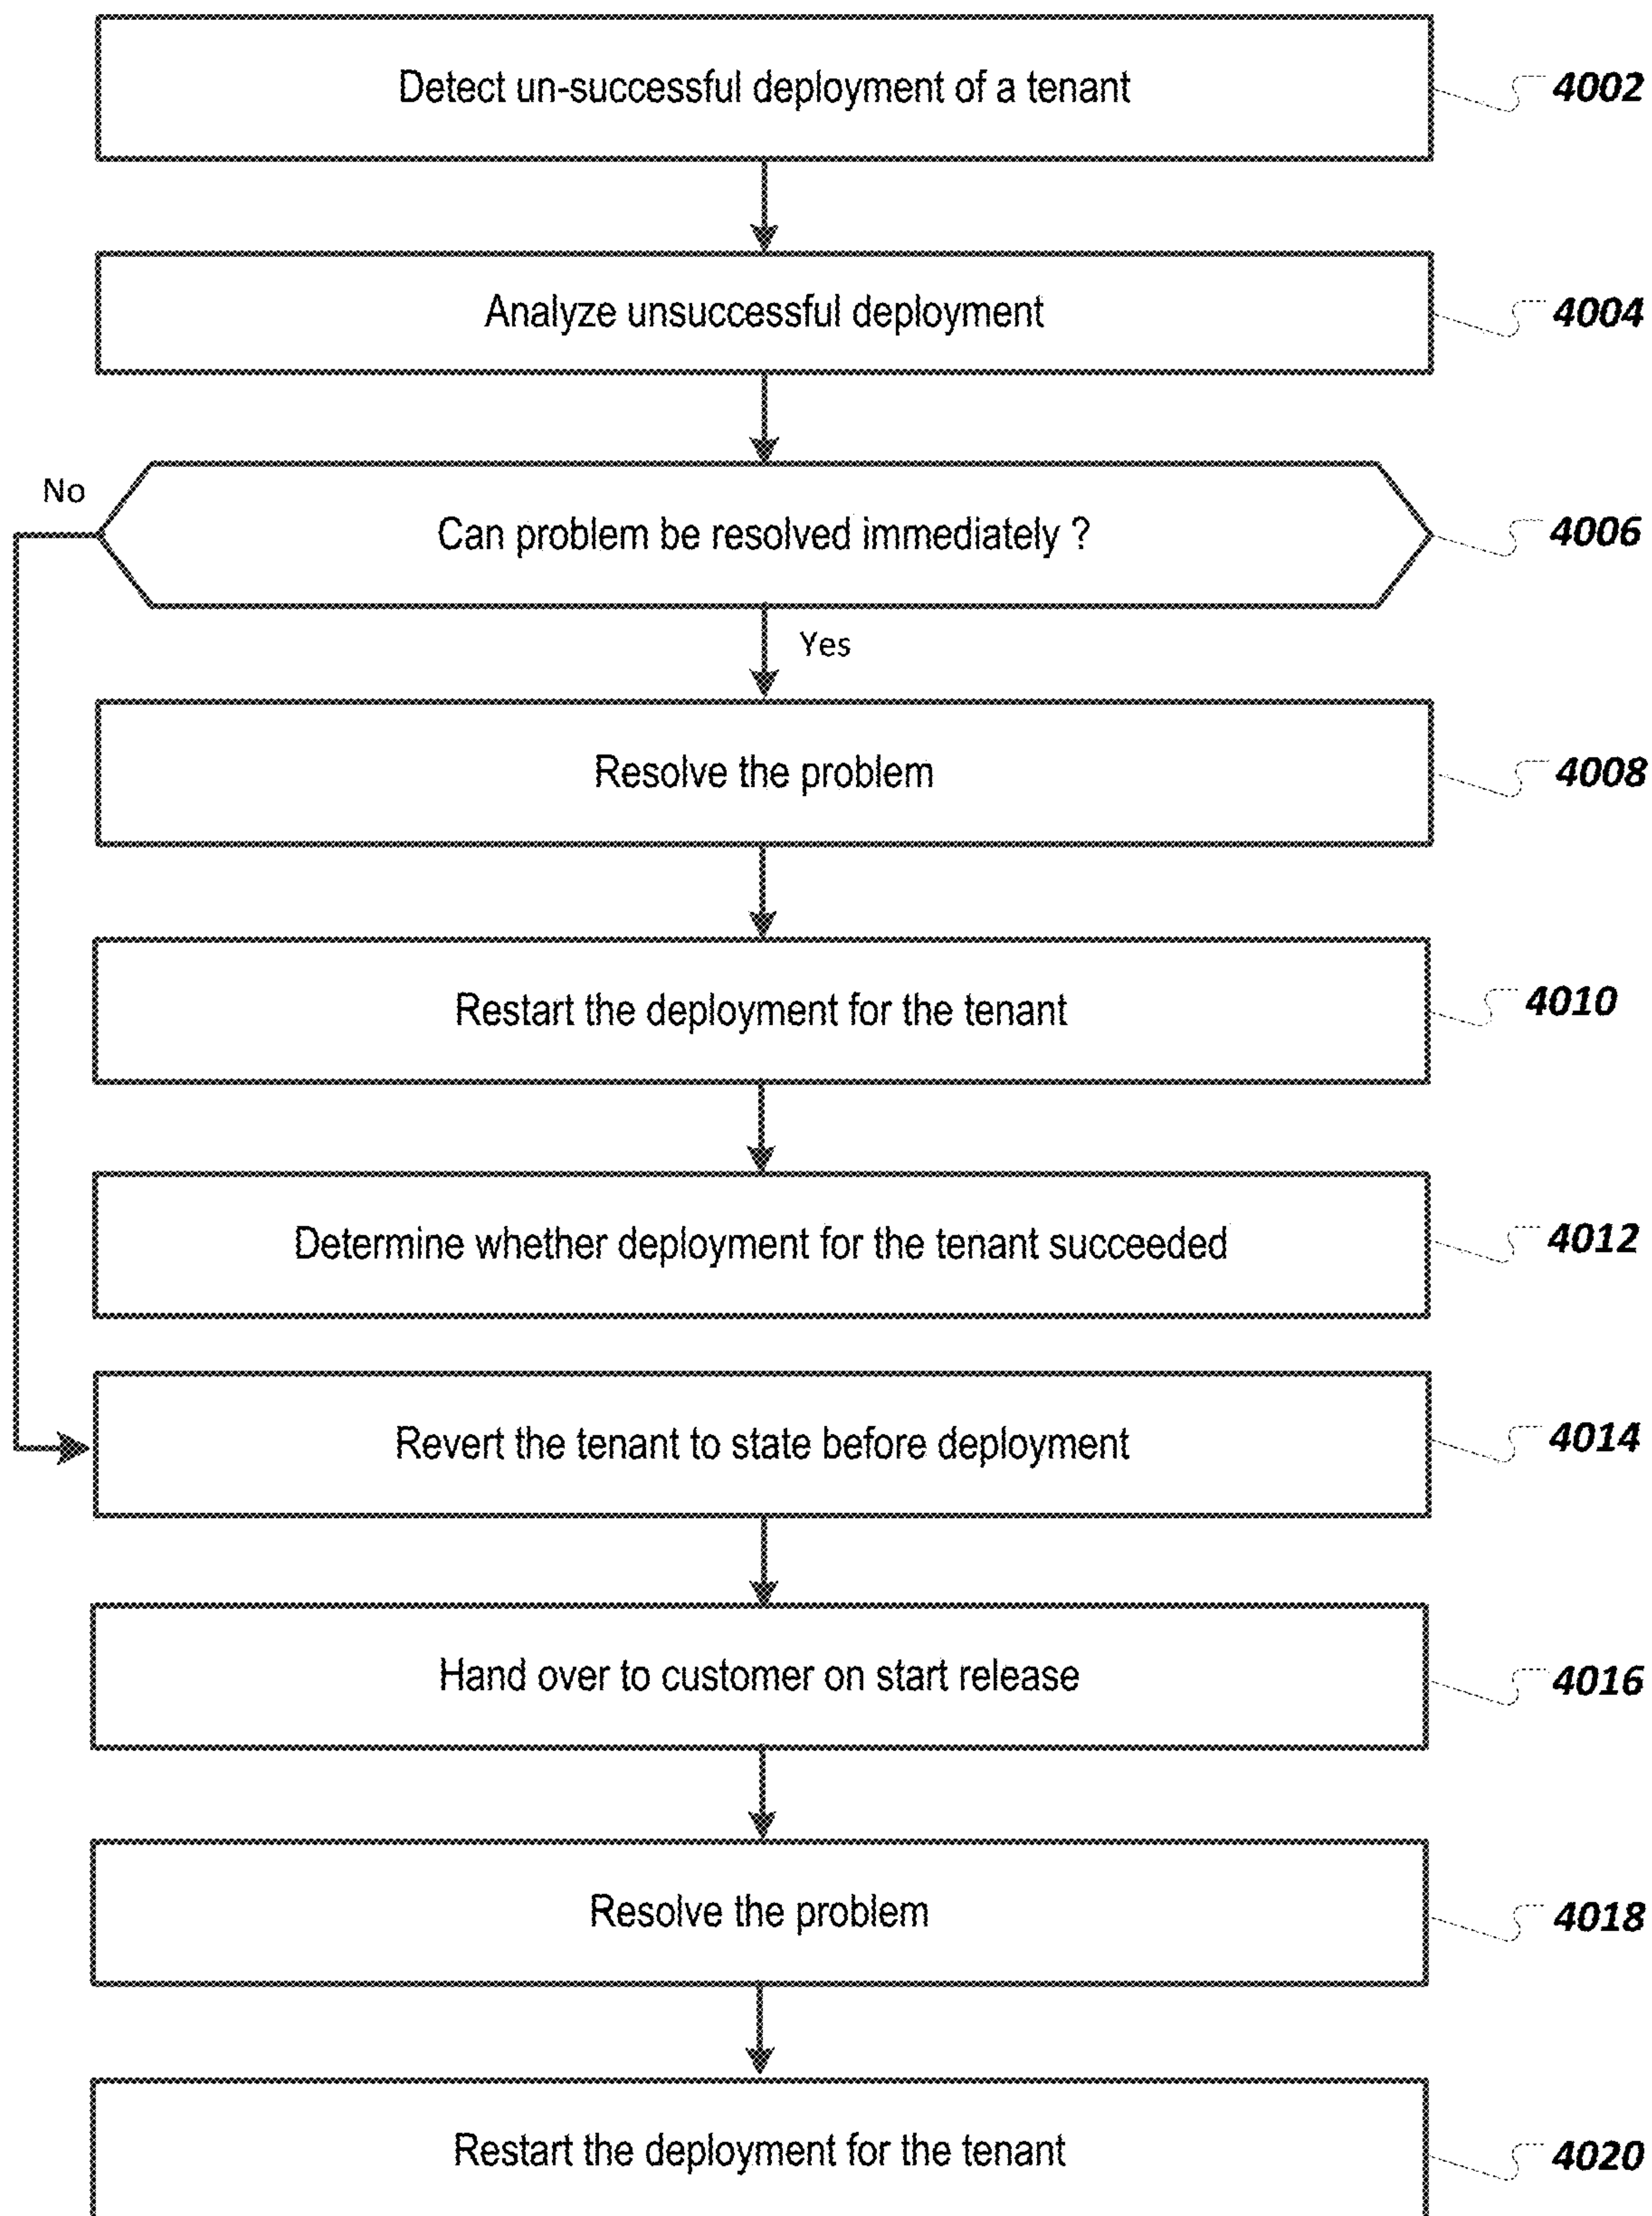 Detect un-successful deployment of a tenant 4002
Analyze unsuccessful deployment 4004
No
Can problem be resolved immediately ? 4006
Yes
Resolve the problem 4008
Restart the deployment for the tenant 4010
Determine whether deployment for the tenant succeeded 4012
Revert the tenant to state before deployment 4014
Hand over to customer on start release 4016
Resolve the problem 4018
Restart the deployment for the tenant 4020